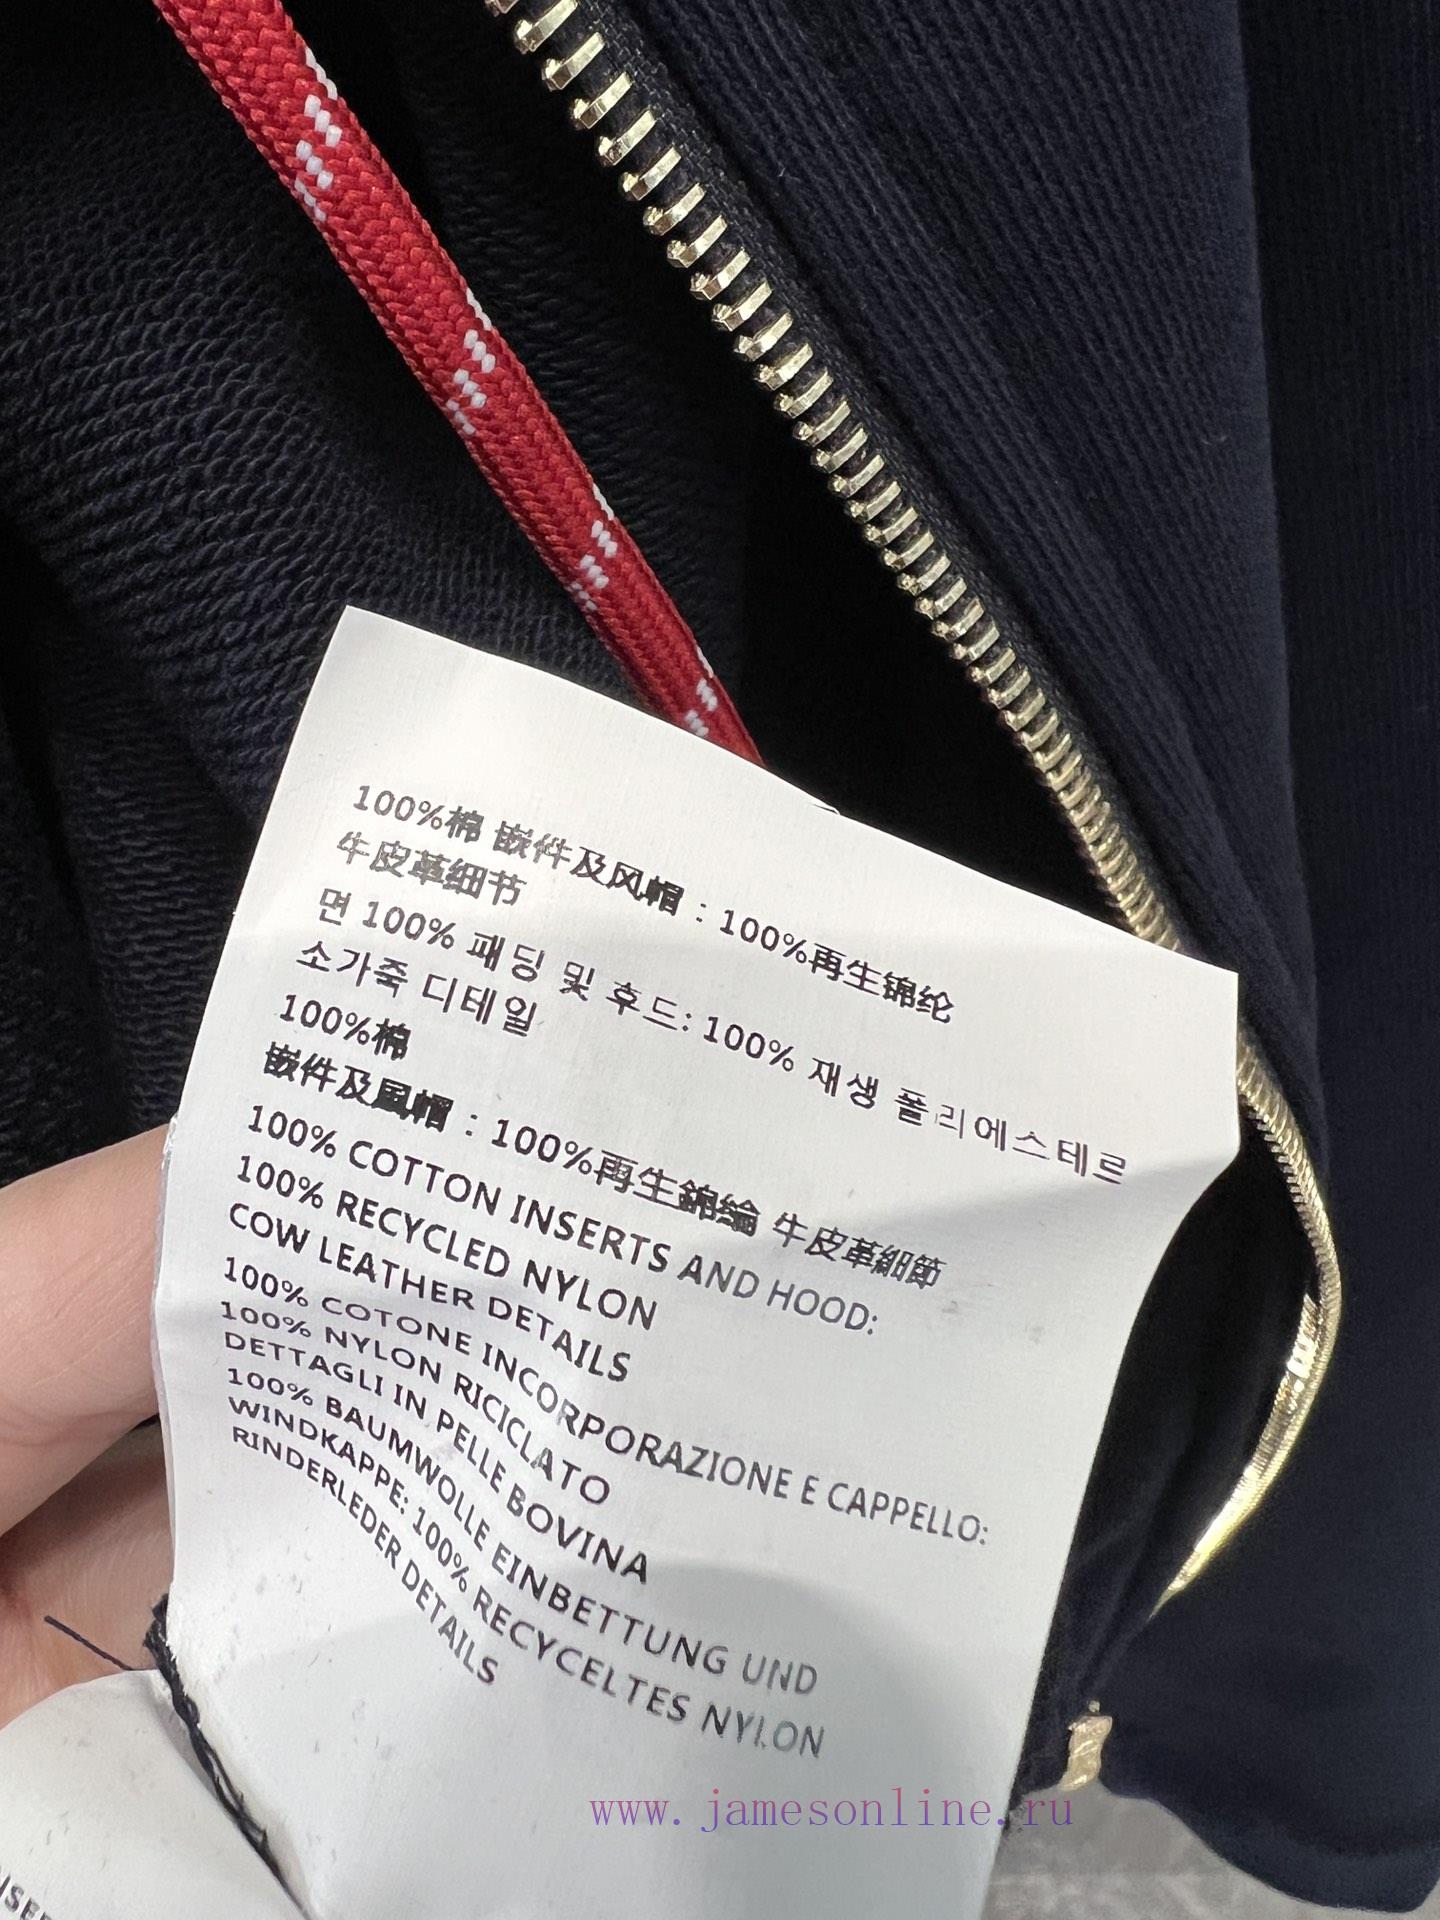 100%棉 嵌件及风帽：100%再生锦纶
牛皮革细节
면 100% 패딩 및 후드: 100% 재생 폴리에스테르
소가죽 디테일
100%棉
嵌件及風帽：100%再生錦綸 牛皮革細節
100% COTTON INSERTS AND HOOD:
100% RECYCLED NYLON
COW LEATHER DETAILS
100% COTONE INCORPORAZIONE E CAPPELLO:
100% NYLON RICICLATO
DETTAGLI IN PELLE BOVINA
100% BAUMWOLLE EINBETTUNG UND
WINDKAPPE: 100% RECYCELTES NYLON
RINDERLEDER DETAILS
www.jamesonline.ru